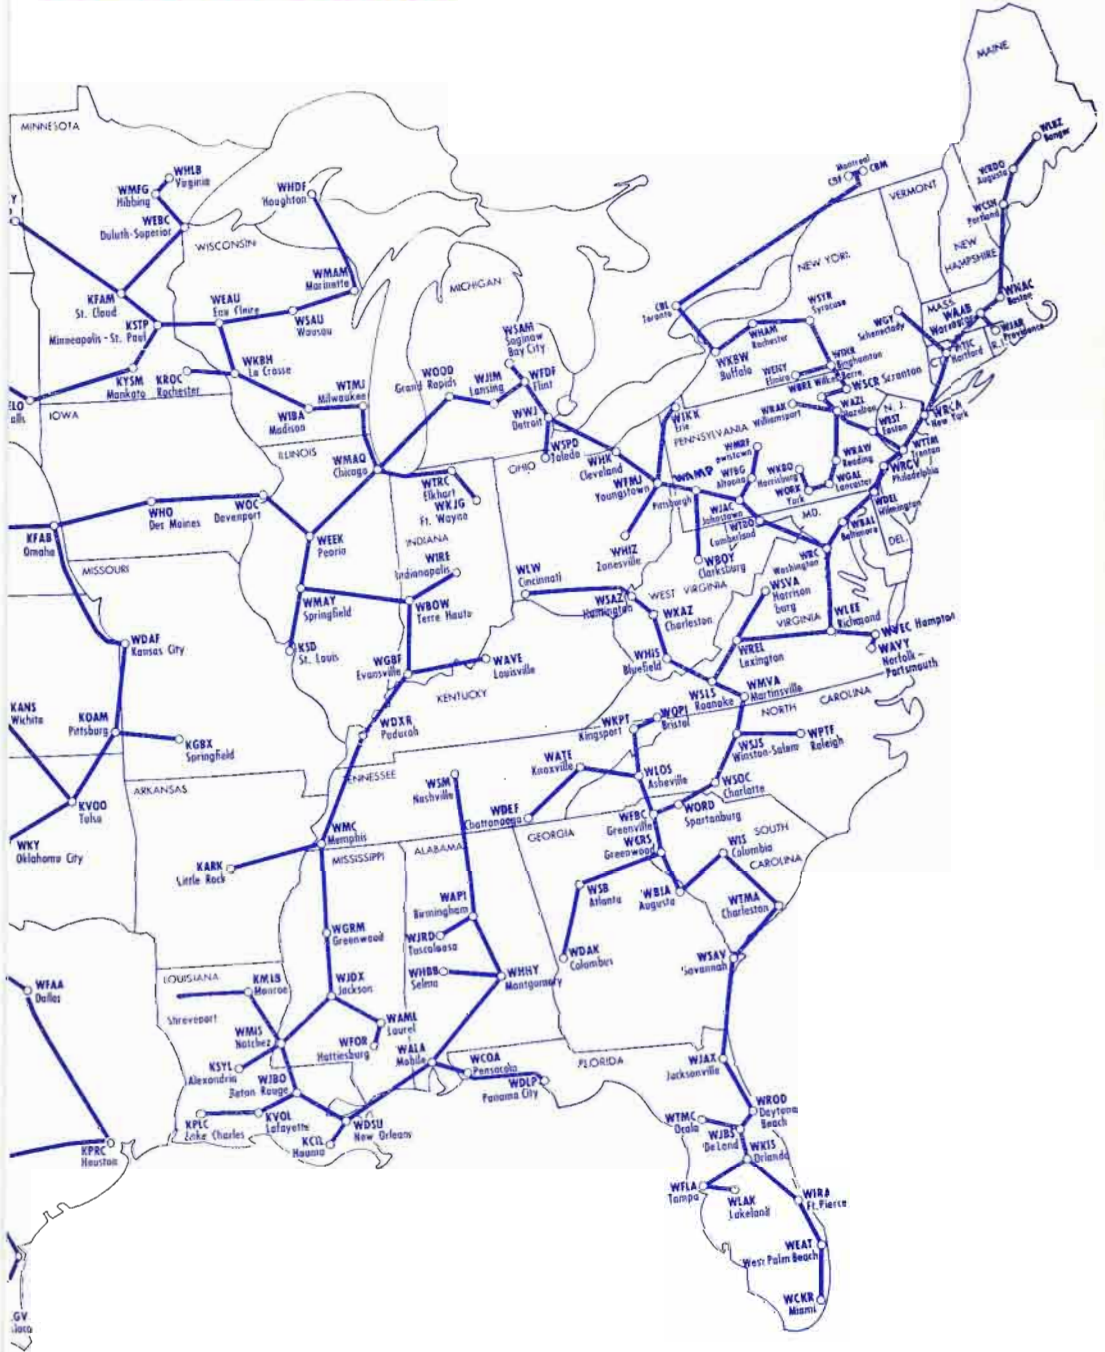 MAINE
WLBZ
Bangor
MINNESOTA
Montreal
CBF
CBM
WRDO
Augusta
WHLB
Virginia
WMFG
Hibbing
WHDF
Houghton
VERMONT
WCSH
Portland
WEBC
Duluth-Superior
WISCONSIN
NEW
HAMPSHIRE
NEW YORK
WMAM
Marinette
MICHIGAN
KFAM
St. Cloud
WEAU
Eau Claire
WSAU
Wausau
CBL
Toronto
WSYR
Syracuse
WGY
Schenectady
MASS.
WNAC
Boston
WAAB
Worcester
WJAR
Providence
R.I.
WTIC
Hartford
CT.
KSTP
Minneapolis - St. Paul
WSAM
Saginaw
Bay City
WHAM
Rochester
WKBW
Buffalo
WENY
Elmira
Binghamton
WKBH
La Crosse
KYSM
Mankato
KROC
Rochester
WOOD
Grand Rapids
WJIM
Lansing
WFDF
Flint
WBRE Wilkes Barre
WSCR Scranton
ELO
alls
IOWA
WTMJ
Milwaukee
WIBA
Madison
WWJ
Detroit
WIKK
Erie
WRAK
Williamsport
WAZL
Hazelton
N. J.
WEST
Easton
WRCA
New York
PENNSYLVANIA
ILLINOIS
WMAQ
Chicago
WSPD
Toledo
OHIO
WHK
Cleveland
WFMJ
Youngstown
WAMP
Pittsburgh
WFBG
Altoona
WKBO
Harrisburg
WRAW
Reading
WTTM
Trenton
WRCV
Philadelphia
WTRC
Elkhart
WKJG
Ft. Wayne
WJAC
Johnstown
WORK
York
WGAL
Lancaster
WDEL
Wilmington
WHO
Des Moines
WOC
Davenport
WTBO
Cumberland
MD.
WBAL
Baltimore
DEL.
KFAB
Omaha
WEEK
Peoria
INDIANA
WHIZ
Zanesville
WBOY
Clarksburg
WRC
Washington
MISSOURI
WIRE
Indianapolis
WLW
Cincinnati
WEST VIRGINIA
WSVA
Harrison
burg
WMAY
Springfield
WBOW
Terre Haute
WSAZ
Huntington
WXAZ
Charleston
VIRGINIA
WLEE
Richmond
WVEC Hampton
WAVY
Norfolk -
Portsmouth
WDAF
Kansas City
KSD
St. Louis
WGBF
Evansville
WAVE
Louisville
WHIS
Bluefield
WREL
Lexington
KENTUCKY
WSLS
Roanoke
WMVA
Martinsville
KANS
Wichita
KOAM
Pittsburg
KGBX
Springfield
WDXR
Paducah
NORTH
CAROLINA
WKPT
Kingsport
WOPI
Bristol
WSJS
Winston-Salem
WPTF
Raleigh
WATE
Knoxville
WLOS
Asheville
ARKANSAS
TENNESSEE
WSM
Nashville
WSOC
Charlotte
KVOO
Tulsa
WDEF
Chattanooga
WFBC
Greenville
WORD
Spartanburg
WKY
Oklahoma City
WMC
Memphis
GEORGIA
WCRS
Greenwood
WIS
Columbia
SOUTH
CAROLINA
MISSISSIPPI
ALABAMA
KARK
Little Rock
WSB
Atlanta
WBIA
Augusta
WTMA
Charleston
WAPI
Birmingham
WGRM
Greenwood
WJRD
Tuscaloosa
WDAK
Columbus
WSAV
Savannah
LOUISIANA
WFAA
Dallas
KMLB
Monroe
WJDX
Jackson
WHBB
Selma
WHHY
Montgomery
Shreveport
WMIS
Natchez
WAML
Laurel
WFOR
Hattiesburg
WALA
Mobile
WCOA
Pensacola
FLORIDA
WJAX
Jacksonville
KSYL
Alexandria
WJBO
Baton Rouge
WDLP
Panama City
KPLC
Lake Charles
KVOL
Lafayette
WDSU
New Orleans
KCIL
Houma
WTMC
Ocala
WROD
Daytona
Beach
WJBS
DeLand
WKIS
Orlando
KPRC
Houston
WFLA
Tampa
WLAK
Lakeland
WIRA
Ft. Pierce
WEAT
West Palm Beach
WCKR
Miami